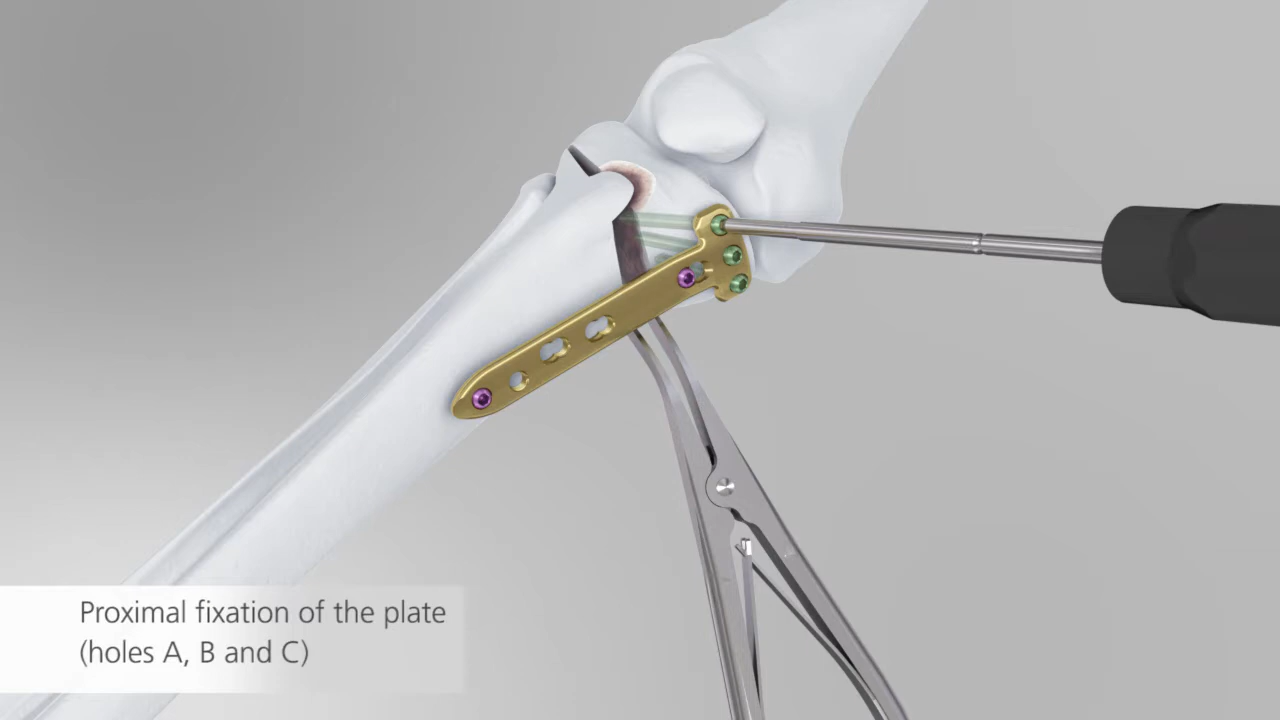 Proximal fixation of the plate
(holes A, B and C)